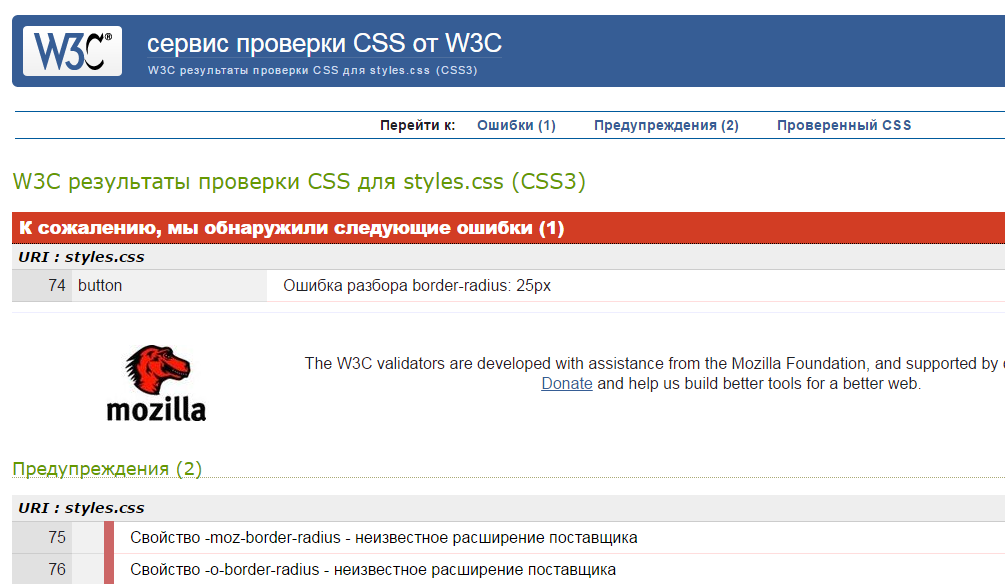 W3C®
сервис проверки CSS от W3C
W3C результаты проверки CSS для styles.css (CSS3)
Перейти к: Ошибки (1) Предупреждения (2) Проверенный CSS
W3C результаты проверки CSS для styles.css (CSS3)
К сожалению, мы обнаружили следующие ошибки (1)
URI : styles.css
74 button Ошибка разбора border-radius: 25px
mozilla
The W3C validators are developed with assistance from the Mozilla Foundation, and supported by
Donate and help us build better tools for a better web.
Предупреждения (2)
URI : styles.css
75 Свойство -moz-border-radius - неизвестное расширение поставщика
76 Свойство -o-border-radius - неизвестное расширение поставщика